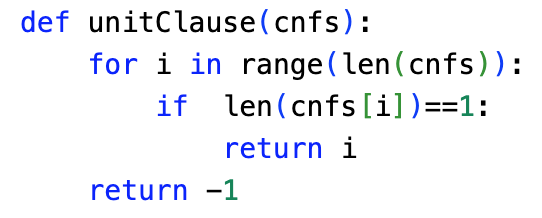 def unitClause(cnfs):
    for i in range(len(cnfs)):
        if  len(cnfs[i])==1:
            return i
    return -1